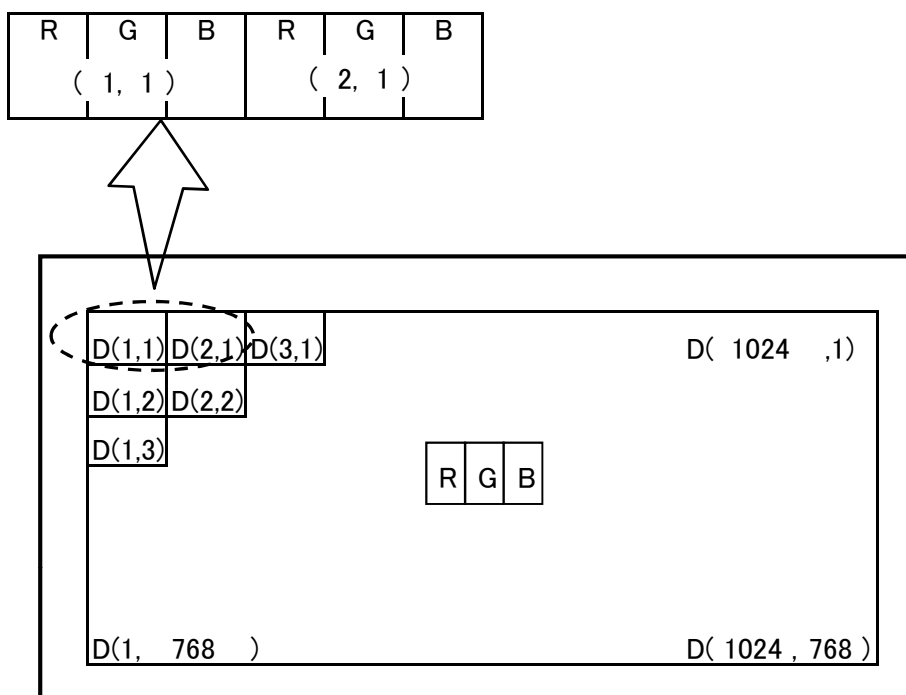 R G B R G B
( 1, 1 ) ( 2, 1 )
D(1,1) D(2,1) D(3,1) D( 1024 ,1)
D(1,2) D(2,2)
D(1,3)
R G B
D(1, 768 ) D( 1024 , 768 )